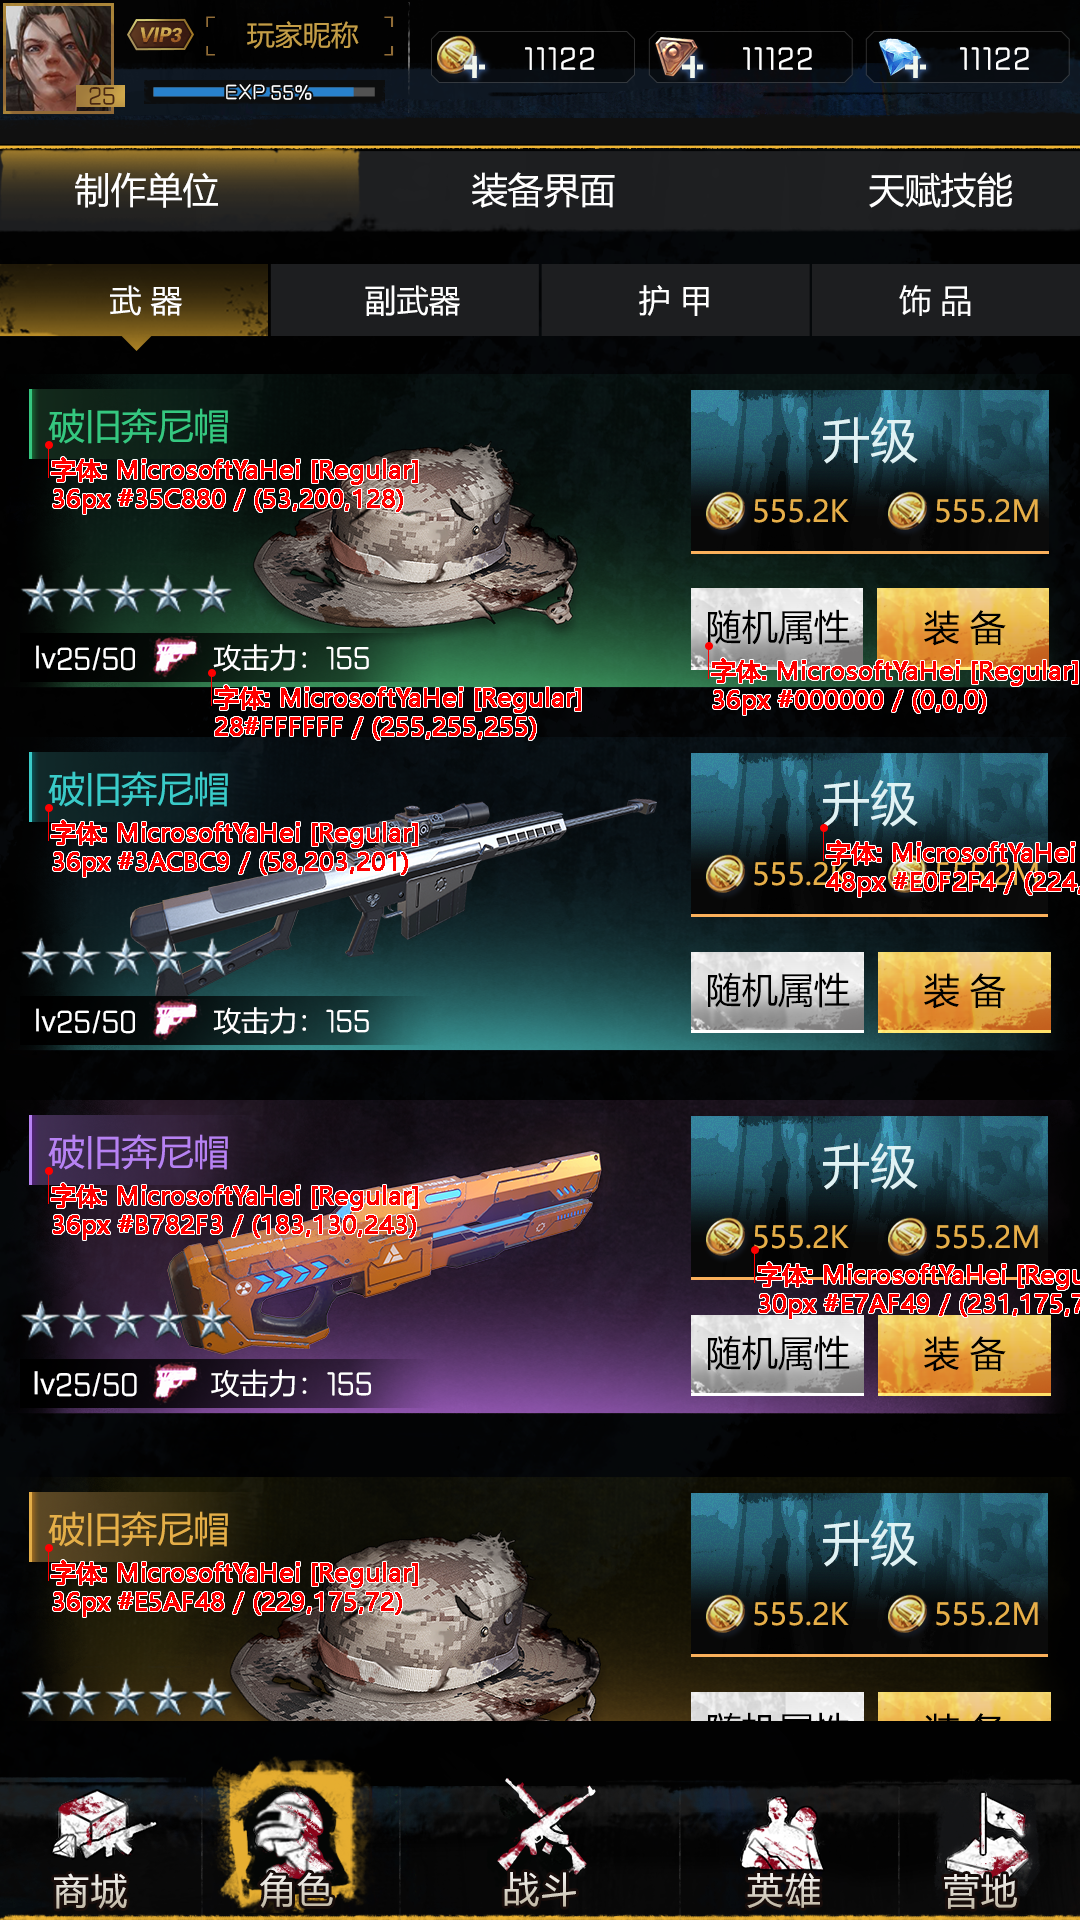 VIP3
玩家昵称
25
EXP 55%
11122
11122
11122
制作单位
装备界面
天赋技能
武 器
副武器
护 甲
饰 品
破旧奔尼帽
字体: MicrosoftYaHei [Regular]
36px #35C880 / (53,200,128)
lv25/50
攻击力: 155
字体: MicrosoftYaHei [Regular]
28#FFFFFF / (255,255,255)
升级
555.2K
555.2M
随机属性
装 备
字体: MicrosoftYaHei [Regular]
36px #000000 / (0,0,0)
破旧奔尼帽
字体: MicrosoftYaHei [Regular]
36px #3ACBC9 / (58,203,201)
lv25/50
攻击力: 155
升级
字体: MicrosoftYaHei
48px #E0F2F4 / (224,
随机属性
装 备
破旧奔尼帽
字体: MicrosoftYaHei [Regular]
36px #B782F3 / (183,130,243)
lv25/50
攻击力: 155
升级
555.2K
555.2M
字体: MicrosoftYaHei [Regu
30px #E7AF49 / (231,175,7
随机属性
装 备
破旧奔尼帽
字体: MicrosoftYaHei [Regular]
36px #E5AF48 / (229,175,72)
升级
555.2K
555.2M
商城
角色
战斗
英雄
营地